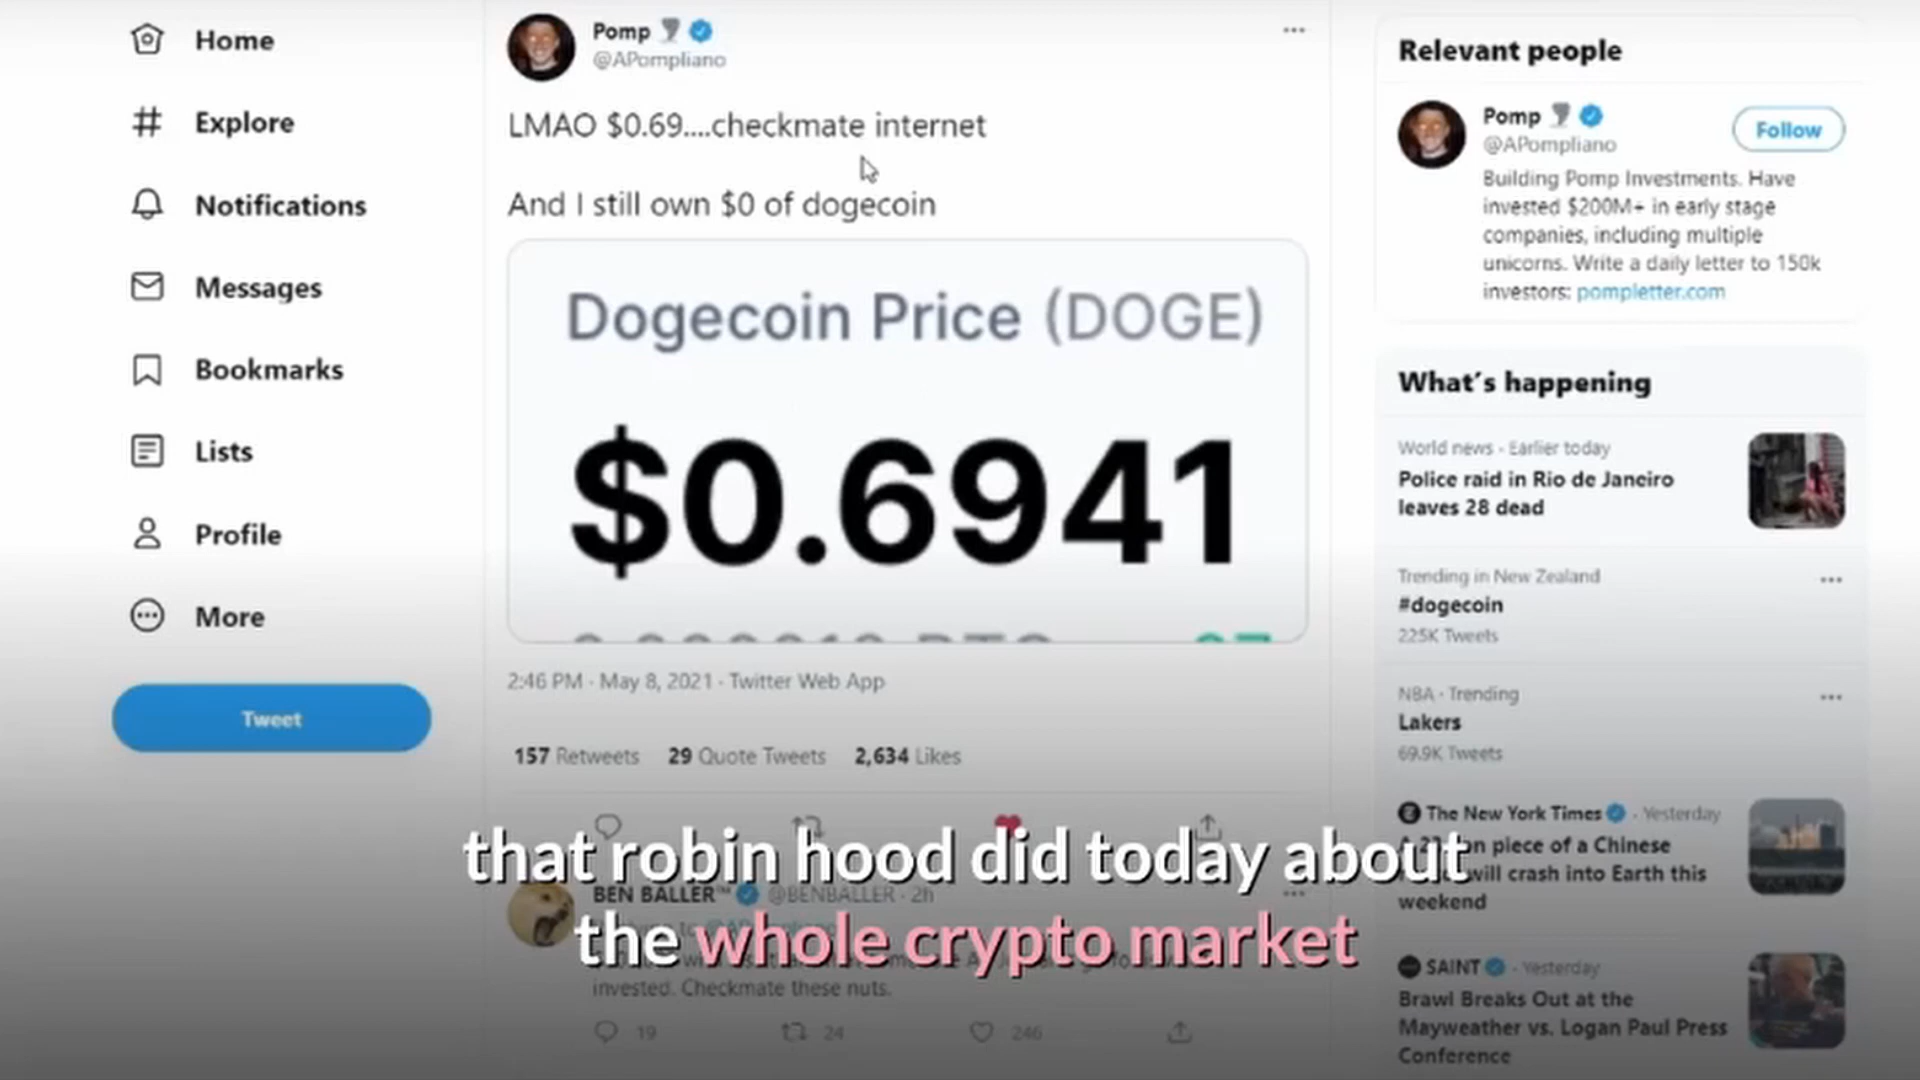 Home
Explore
Notifications
Messages
Bookmarks
Lists
Profile
More
Tweet
Pomp
@APompliano
LMAO $0.69....checkmate internet
And I still own $0 of dogecoin
Dogecoin Price (DOGE)
$0.6941
2:46 PM · May 8, 2021 · Twitter Web App
157 Retweets 29 Quote Tweets 2,634 Likes
BEN BALLER™ @BENBALLER · 2h
invested. Checkmate these nuts.
19 24 246
that robin hood did today about
the whole crypto market
Relevant people
Pomp
@APompliano
Follow
Building Pomp Investments. Have
invested $200M+ in early stage
companies, including multiple
unicorns. Write a daily letter to 150k
investors: pompletter.com
What's happening
World news · Earlier today
Police raid in Rio de Janeiro
leaves 28 dead
Trending in New Zealand
#dogecoin
225K Tweets
NBA · Trending
Lakers
69.9K Tweets
The New York Times · Yesterday
piece of a Chinese
will crash into Earth this
weekend
SAINT · Yesterday
Brawl Breaks Out at the
Mayweather vs. Logan Paul Press
Conference